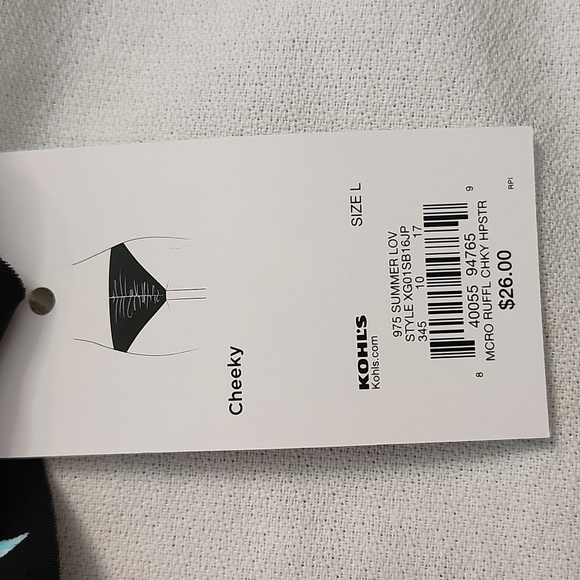 Cheeky
SIZE L
KOHL'S
Kohls.com
975 SUMMER LOV
STYLE XG01SB16JP
345 10 17
8 40055 94765 9
MCRO RUFFL CHKY HPSTR
$26.00
RPI